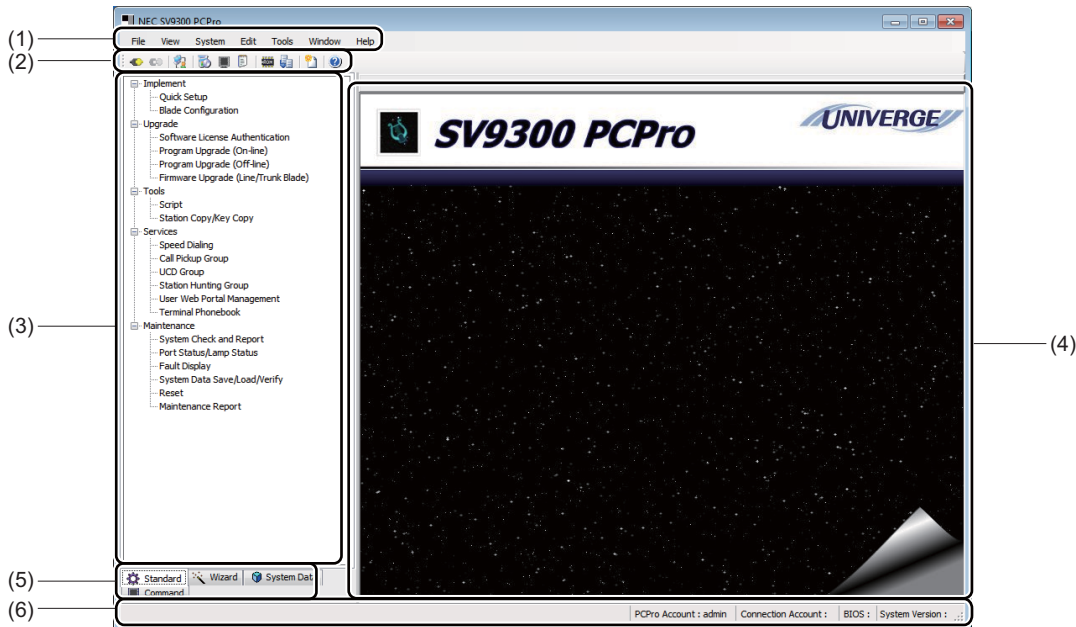 NEC SV9300 PCPro
File View System Edit Tools Window Help
(1)
(2)
Implement
Quick Setup
Blade Configuration
Upgrade
Software License Authentication
Program Upgrade (On-line)
Program Upgrade (Off-line)
Firmware Upgrade (Line/Trunk Blade)
Tools
Script
Station Copy/Key Copy
Services
Speed Dialing
Call Pickup Group
UCD Group
Station Hunting Group
User Web Portal Management
Terminal Phonebook
Maintenance
System Check and Report
Port Status/Lamp Status
Fault Display
System Data Save/Load/Verify
Reset
Maintenance Report
(3)
SV9300 PCPro
UNIVERGE
(4)
(5)
Standard Wizard System Dat
Command
(6)
PCPro Account : admin Connection Account : BIOS : System Version :